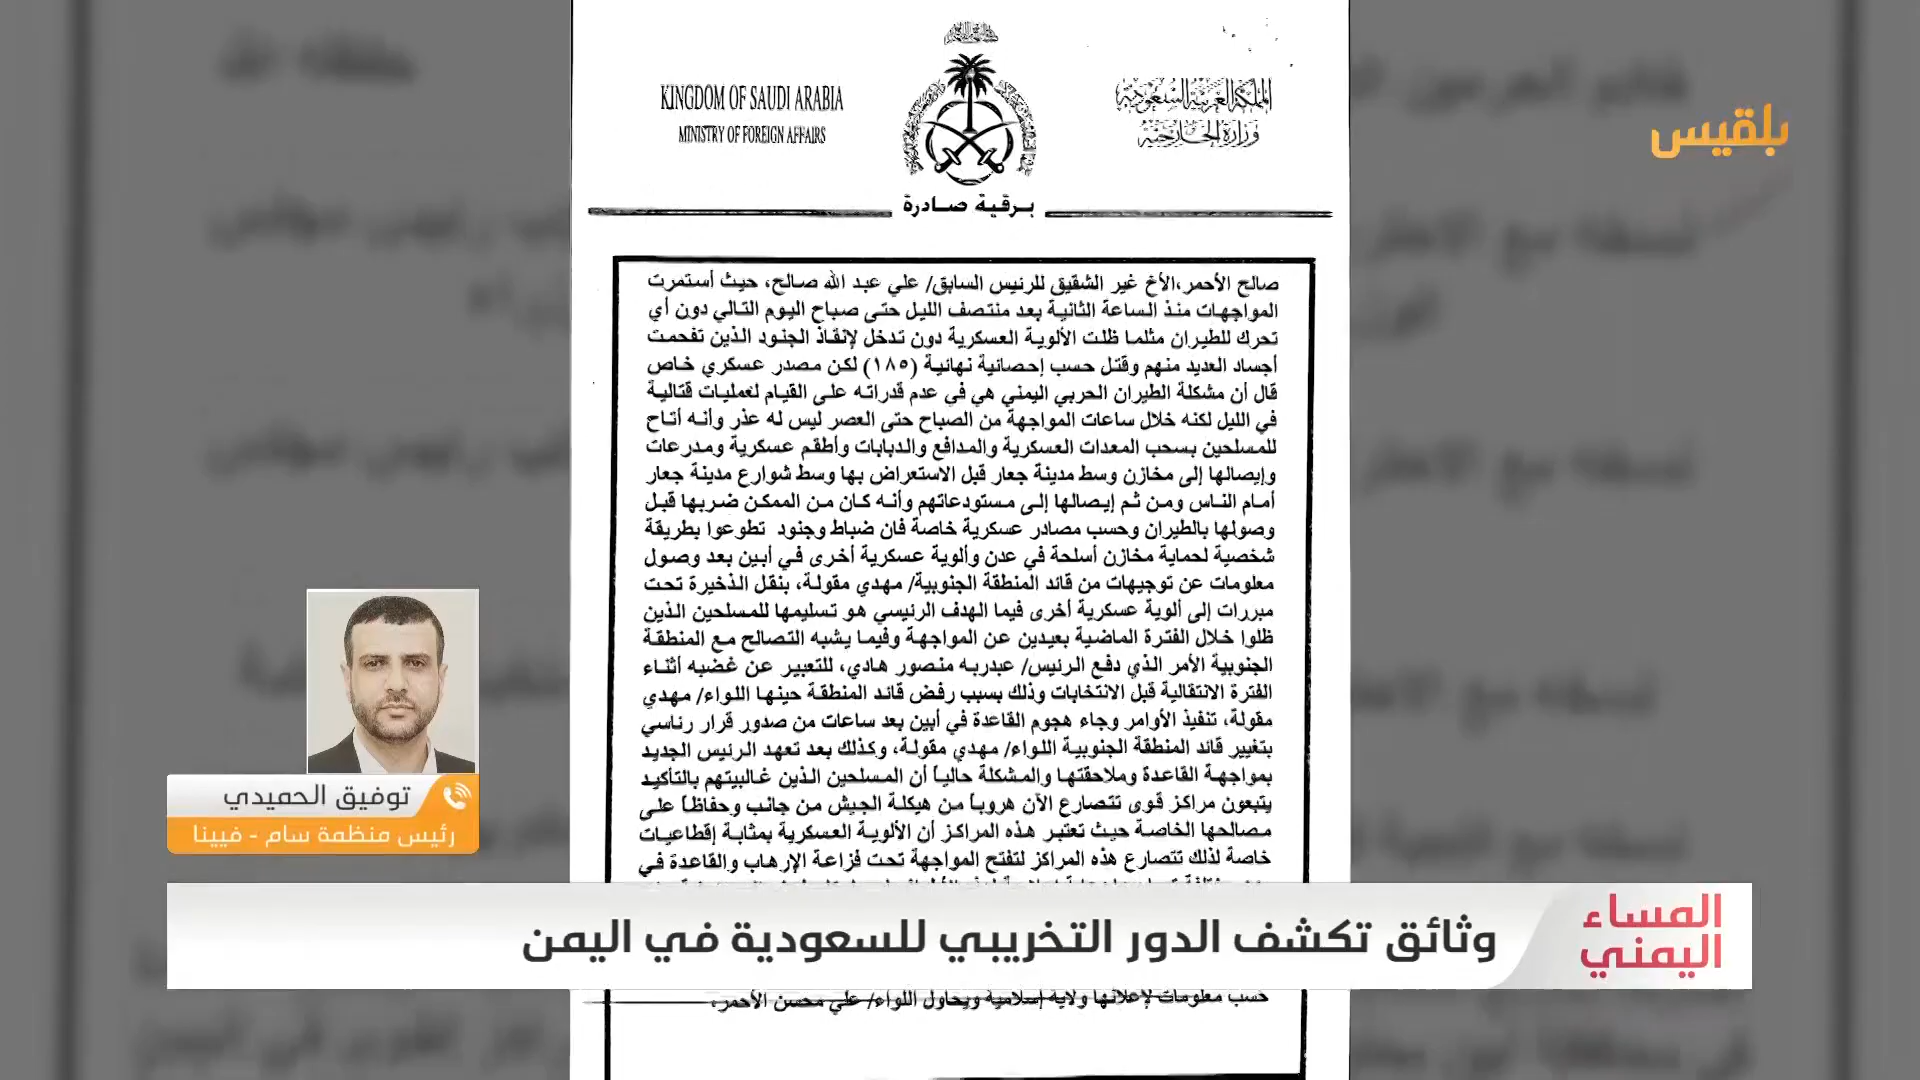 KINGDOM OF SAUDI ARABIA
MINISTRY OF FOREIGN AFFAIRS
المملكة العربية السعودية
وزارة الخارجية
بلقيس
برقية صادرة
صالح الأحمر،الأخ غير الشقيق للرئيس السابق/ علي عبد الله صالح، حيث أستمرت
المواجهات منذ الساعة الثانية بعد منتصف الليل حتى صباح اليوم التالي دون أي
تحرك للطيران مثلما ظلت الألوية العسكرية دون تدخل لإنقاذ الجنود الذين تفحمت
أجساد العديد منهم وقتل حسب إحصانية نهانية (١٨٥) لكن مصدر عسكري خاص
قال أن مشكلة الطيران الحربي اليمني هي في عدم قدراته على القيام لعمليات قتالية
في الليل لكنه خلال ساعات المواجهة من الصباح حتى العصر ليس له عذر وأنه أتاح
للمسلحين بسحب المعدات العسكرية والمدافع والدبابات وأطقم عسكرية ومدرعات
وإيصالها إلى مخازن وسط مدينة جعار قبل الاستعراض بها وسط شوارع مدينة جعار
أمام الناس ومن ثم إيصالها إلى مستودعاتهم وأنه كان من الممكن ضربها قبل
وصولها بالطيران وحسب مصادر عسكرية خاصة فان ضباط وجنود تطوعوا بطريقة
شخصية لحماية مخازن أسلحة في عدن وألوية عسكرية أخرى في أبين بعد وصول
معلومات عن توجيهات من قائد المنطقة الجنوبية/ مهدي مقولة، بنقل الذخيرة تحت
مبررات إلى ألوية عسكرية أخرى فيما الهدف الرئيسي هو تسليمها للمسلحين الذين
ظلوا خلال الفترة الماضية بعيدين عن المواجهة وفيما يشبه التصالح مع المنطقة
الجنوبية الأمر الذي دفع الرئيس/ عبدربه منصور هادي، للتعبير عن غضبه أثناء
الفترة الانتقالية قبل الانتخابات وذلك بسبب رفض قائد المنطقة حينها اللواء/ مهدي
مقولة، تنفيذ الأوامر وجاء هجوم القاعدة في أبين بعد ساعات من صدور قرار رئاسي
بتغيير قائد المنطقة الجنوبية اللواء/ مهدي مقولة، وكذلك بعد تعهد الرئيس الجديد
بمواجهة القاعدة وملاحقتها والمشكلة حالياً أن المسلحين الذين غالبيتهم بالتأكيد
يتبعون مراكز قوى تتصارع الآن هروباً من هيكلة الجيش من جانب وحفاظاً على
مصالحها الخاصة حيث تعتبر هذه المراكز أن الألوية العسكرية بمثابة إقطاعيات
خاصة لذلك تتصارع هذه المراكز لتفتح المواجهة تحت فزاعة الإرهاب والقاعدة في
توفيق الحميدي
رئيس منظمة سام - فيينا
المساء
اليمني
وثائق تكشف الدور التخريبي للسعودية في اليمن
حسب معلومات لإعلانها ولاية إسلامية ويحاول اللواء/ علي محسن الأحمر،